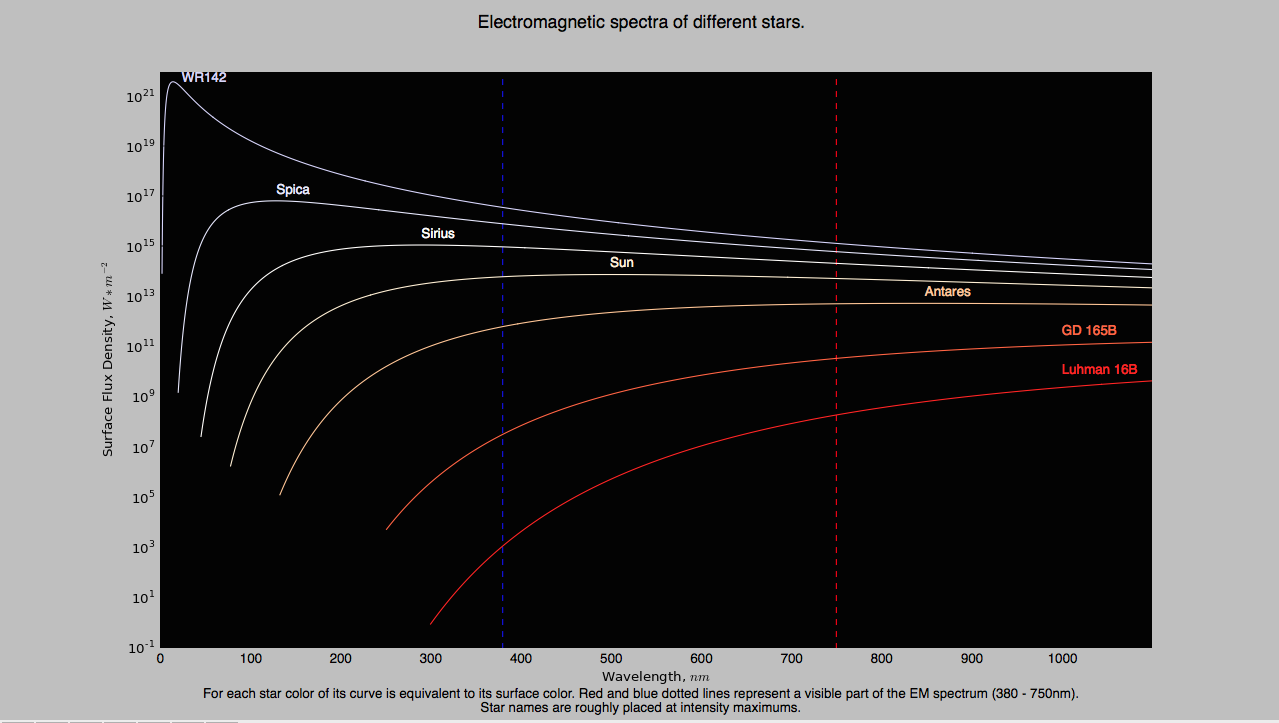 Electromagnetic spectra of different stars.
WR142
10^21
10^19
10^17
10^15
10^13
10^11
10^9
10^7
10^5
10^3
10^1
10^-1
Surface Flux Density, W * m^-2
Spica
Sirius
Sun
Antares
GD 165B
Luhman 16B
0 100 200 300 400 500 600 700 800 900 1000
Wavelength, nm
For each star color of its curve is equivalent to its surface color. Red and blue dotted lines represent a visible part of the EM spectrum (380 - 750nm).
Star names are roughly placed at intensity maximums.